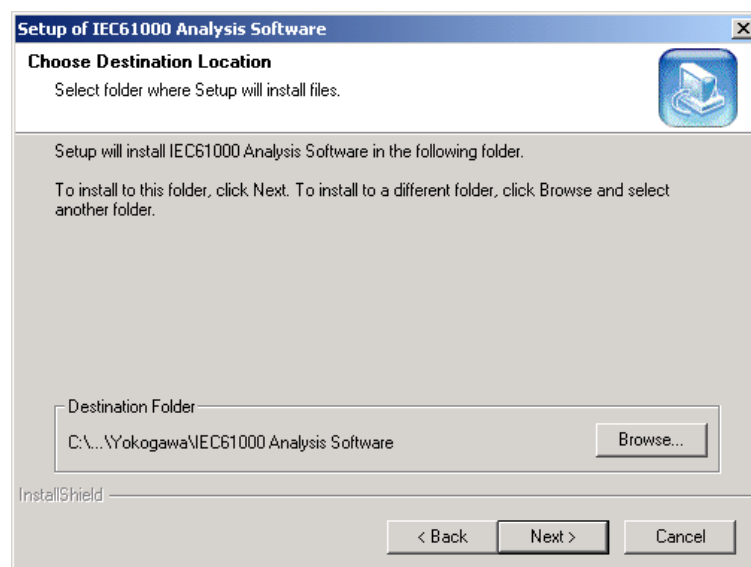 Setup of IEC61000 Analysis Software
Choose Destination Location
Select folder where Setup will install files.
Setup will install IEC61000 Analysis Software in the following folder.
To install to this folder, click Next. To install to a different folder, click Browse and select
another folder.
Destination Folder
C:\...\Yokogawa\IEC61000 Analysis Software
Browse...
InstallShield
< Back
Next >
Cancel